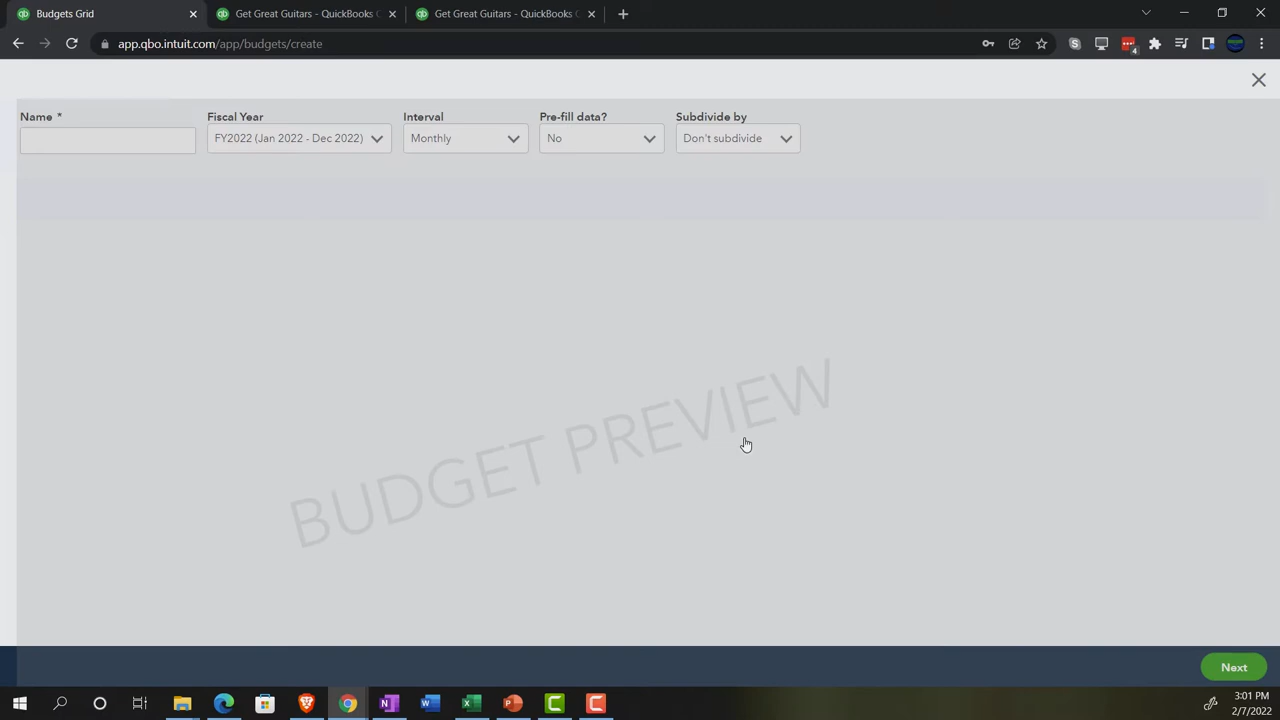 Budgets Grid
Get Great Guitars - QuickBooks
Get Great Guitars - QuickBooks
app.qbo.intuit.com/app/budgets/create
4
Name *
Fiscal Year
Interval
Pre-fill data?
Subdivide by
FY2022 (Jan 2022 - Dec 2022)
Monthly
No
Don't subdivide
BUDGET PREVIEW
Next
3:01 PM
2/7/2022